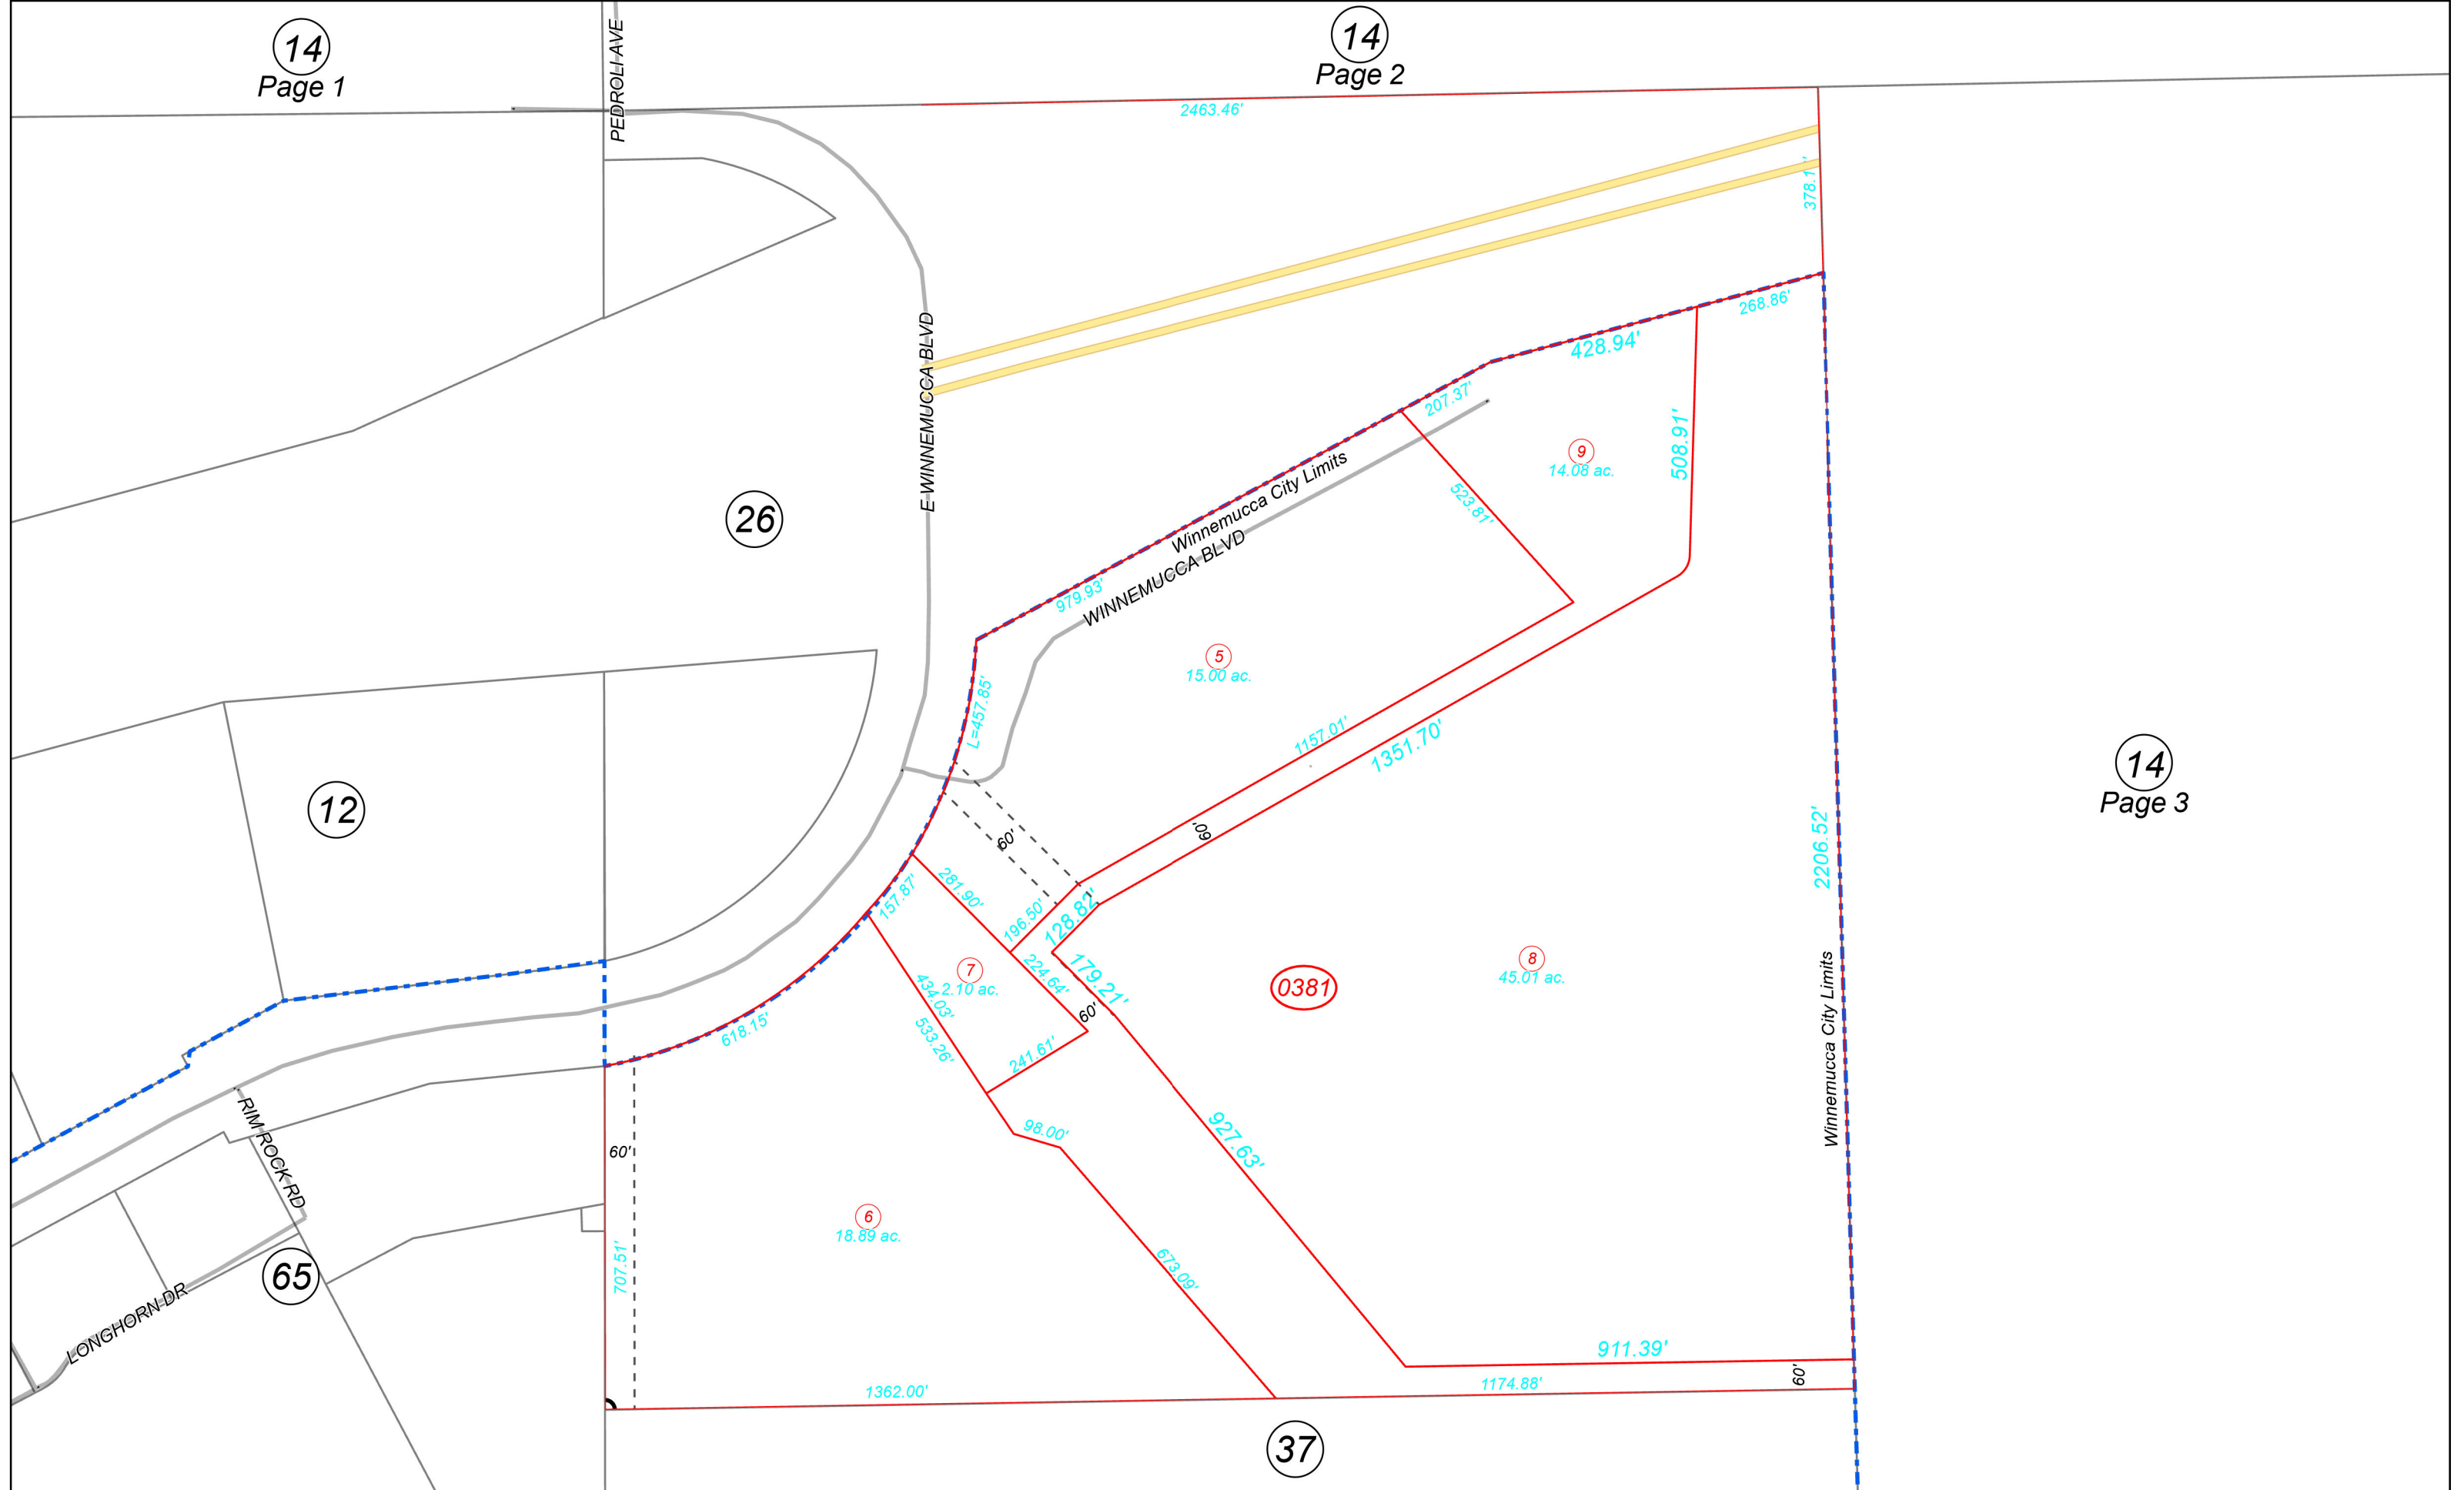 14
Page 1
PEDROLI AVE
14
Page 2
2463.46'
378.1
268.86'
428.94'
207.37'
E WINNEMUCCA BLVD
508.91'
9
14.08 ac.
523.81'
Winnemucca City Limits
WINNEMUCCA BLVD
26
979.93'
5
15.00 ac.
L=457.85'
1157.01'
1351.70'
14
Page 3
12
60'
60'
2206.52'
157.87'
281.90'
196.50'
128.82'
7
2.10 ac.
224.64'
179.21'
0381
8
45.01 ac.
434.03'
533.26'
60'
618.15'
241.61'
Winnemucca City Limits
RIM ROCK RD
60'
98.00'
927.63'
6
18.89 ac.
707.51'
673.09'
65
LONGHORN DR
911.39'
1362.00'
1174.88'
60'
37